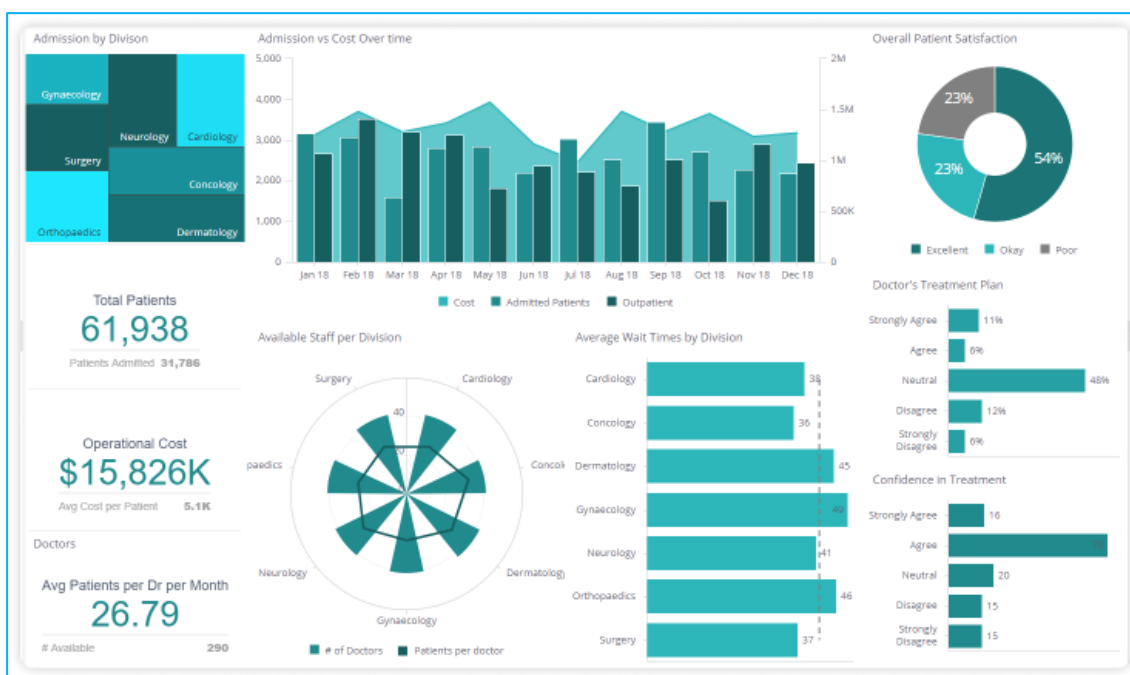 Admission by Divison
Gynaecology
Neurology
Cardiology
Surgery
Concology
Orthopaedics
Dermatology
Total Patients
61,938
Patients Admitted 31,786
Operational Cost
$15,826K
Avg Cost per Patient 5.1K
Doctors
Avg Patients per Dr per Month
26.79
# Available 290
Admission vs Cost Over time
5,000
4,000
3,000
2,000
1,000
0
2M
1.5M
1M
500K
0
Jan 18 Feb 18 Mar 18 Apr 18 May 18 Jun 18 Jul 18 Aug 18 Sep 18 Oct 18 Nov 18 Dec 18
Cost Admitted Patients Outpatient
Available Staff per Division
Surgery
Cardiology
40
20
paedics
Concol
Neurology
Dermatology
Gynaecology
# of Doctors Patients per doctor
Average Wait Times by Division
Cardiology 38
Concology 36
Dermatology 45
Gynaecology 49
Neurology 41
Orthopaedics 46
Surgery 37
Overall Patient Satisfaction
23%
54%
23%
Excellent Okay Poor
Doctor's Treatment Plan
Strongly Agree 11%
Agree 6%
Neutral 48%
Disagree 12%
Strongly
Disagree 6%
Confidence in Treatment
Strongly Agree 16
Agree
Neutral 20
Disagree 15
Strongly
Disagree 15